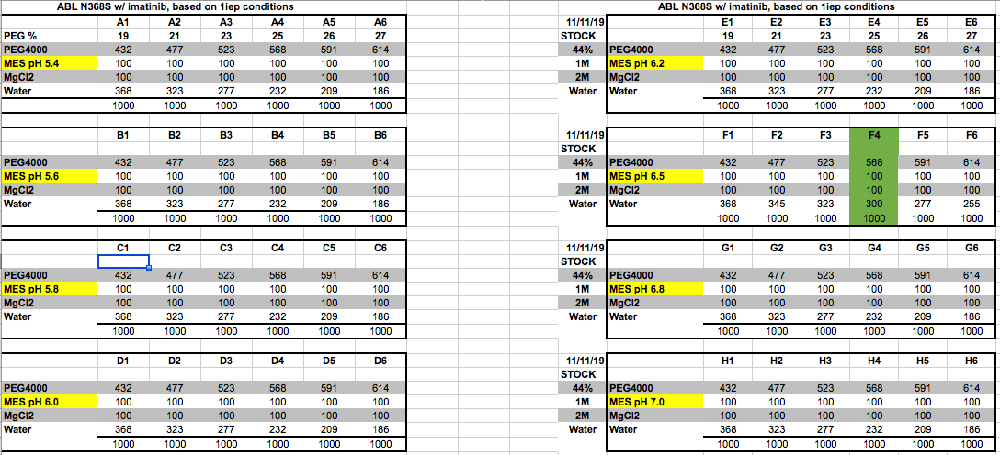 ABL N368S w/ imatinib, based on 1iep conditions
A1 A2 A3 A4 A5 A6
PEG % 19 21 23 25 26 27
PEG4000 432 477 523 568 591 614
MES pH 5.4 100 100 100 100 100 100
MgCl2 100 100 100 100 100 100
Water 368 323 277 232 209 186
1000 1000 1000 1000 1000 1000
B1 B2 B3 B4 B5 B6
PEG4000 432 477 523 568 591 614
MES pH 5.6 100 100 100 100 100 100
MgCl2 100 100 100 100 100 100
Water 368 323 277 232 209 186
1000 1000 1000 1000 1000 1000
C1 C2 C3 C4 C5 C6
PEG4000 432 477 523 568 591 614
MES pH 5.8 100 100 100 100 100 100
MgCl2 100 100 100 100 100 100
Water 368 323 277 232 209 186
1000 1000 1000 1000 1000 1000
D1 D2 D3 D4 D5 D6
PEG4000 432 477 523 568 591 614
MES pH 6.0 100 100 100 100 100 100
MgCl2 100 100 100 100 100 100
Water 368 323 277 232 209 186
1000 1000 1000 1000 1000 1000
ABL N368S w/ imatinib, based on 1iep conditions
11/11/19 E1 E2 E3 E4 E5 E6
STOCK 19 21 23 25 26 27
44% PEG4000 432 477 523 568 591 614
1M MES pH 6.2 100 100 100 100 100 100
2M MgCl2 100 100 100 100 100 100
Water Water 368 323 277 232 209 186
1000 1000 1000 1000 1000 1000
11/11/19 F1 F2 F3 F4 F5 F6
STOCK
44% PEG4000 432 477 523 568 591 614
1M MES pH 6.5 100 100 100 100 100 100
2M MgCl2 100 100 100 100 100 100
Water Water 368 345 323 300 277 255
1000 1000 1000 1000 1000 1000
11/11/19 G1 G2 G3 G4 G5 G6
STOCK
44% PEG4000 432 477 523 568 591 614
1M MES pH 6.8 100 100 100 100 100 100
2M MgCl2 100 100 100 100 100 100
Water Water 368 323 277 232 209 186
1000 1000 1000 1000 1000 1000
11/11/19 H1 H2 H3 H4 H5 H6
STOCK
44% PEG4000 432 477 523 568 591 614
1M MES pH 7.0 100 100 100 100 100 100
2M MgCl2 100 100 100 100 100 100
Water Water 368 323 277 232 209 186
1000 1000 1000 1000 1000 1000